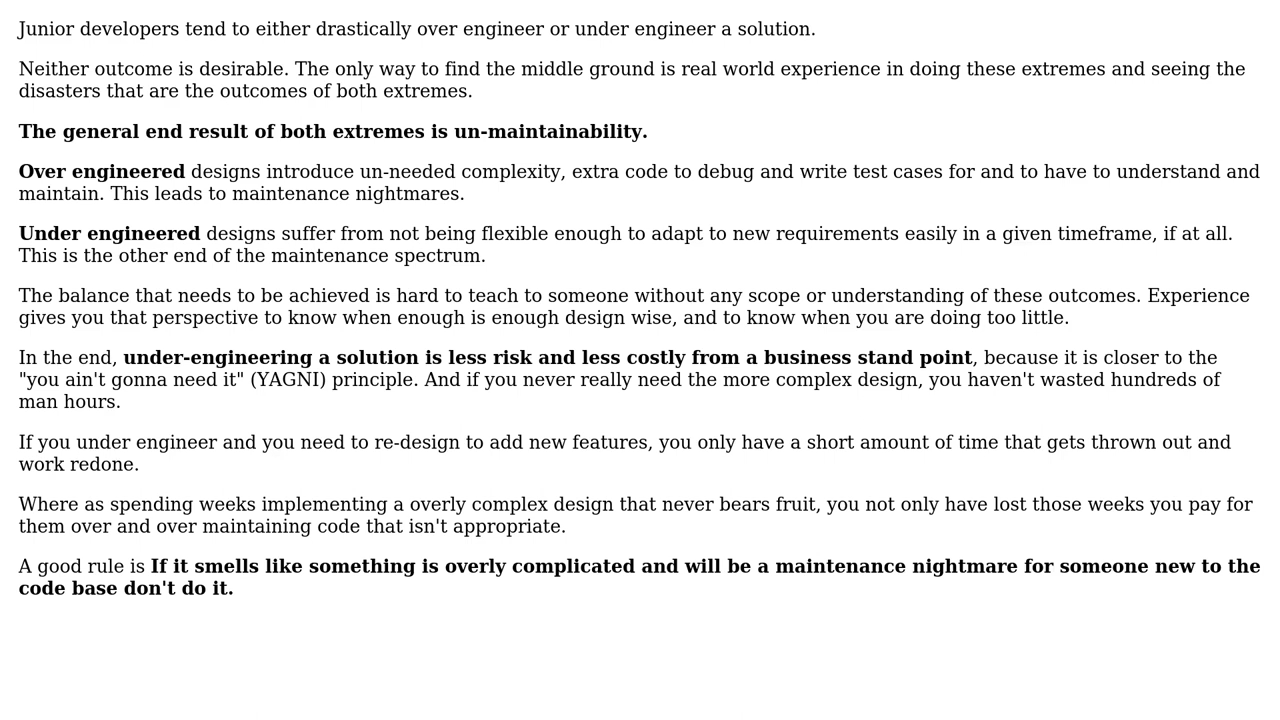 Junior developers tend to either drastically over engineer or under engineer a solution.
Neither outcome is desirable. The only way to find the middle ground is real world experience in doing these extremes and seeing the
disasters that are the outcomes of both extremes.
The general end result of both extremes is un-maintainability.
Over engineered designs introduce un-needed complexity, extra code to debug and write test cases for and to have to understand and
maintain. This leads to maintenance nightmares.
Under engineered designs suffer from not being flexible enough to adapt to new requirements easily in a given timeframe, if at all.
This is the other end of the maintenance spectrum.
The balance that needs to be achieved is hard to teach to someone without any scope or understanding of these outcomes. Experience
gives you that perspective to know when enough is enough design wise, and to know when you are doing too little.
In the end, under-engineering a solution is less risk and less costly from a business stand point, because it is closer to the
"you ain't gonna need it" (YAGNI) principle. And if you never really need the more complex design, you haven't wasted hundreds of
man hours.
If you under engineer and you need to re-design to add new features, you only have a short amount of time that gets thrown out and
work redone.
Where as spending weeks implementing a overly complex design that never bears fruit, you not only have lost those weeks you pay for
them over and over maintaining code that isn't appropriate.
A good rule is If it smells like something is overly complicated and will be a maintenance nightmare for someone new to the
code base don't do it.